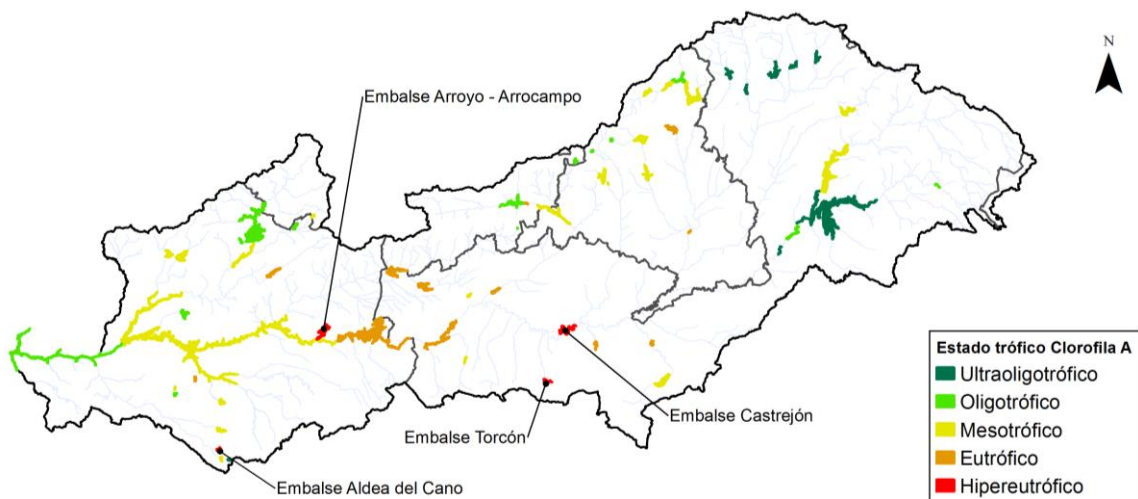 N
Embalse Arroyo - Arrocampo
Embalse Castrejón
Embalse Torcón
Embalse Aldea del Cano
Estado trófico Clorofila A
Ultraoligotrófico
Oligotrófico
Mesotrófico
Eutrófico
Hipereutrófico